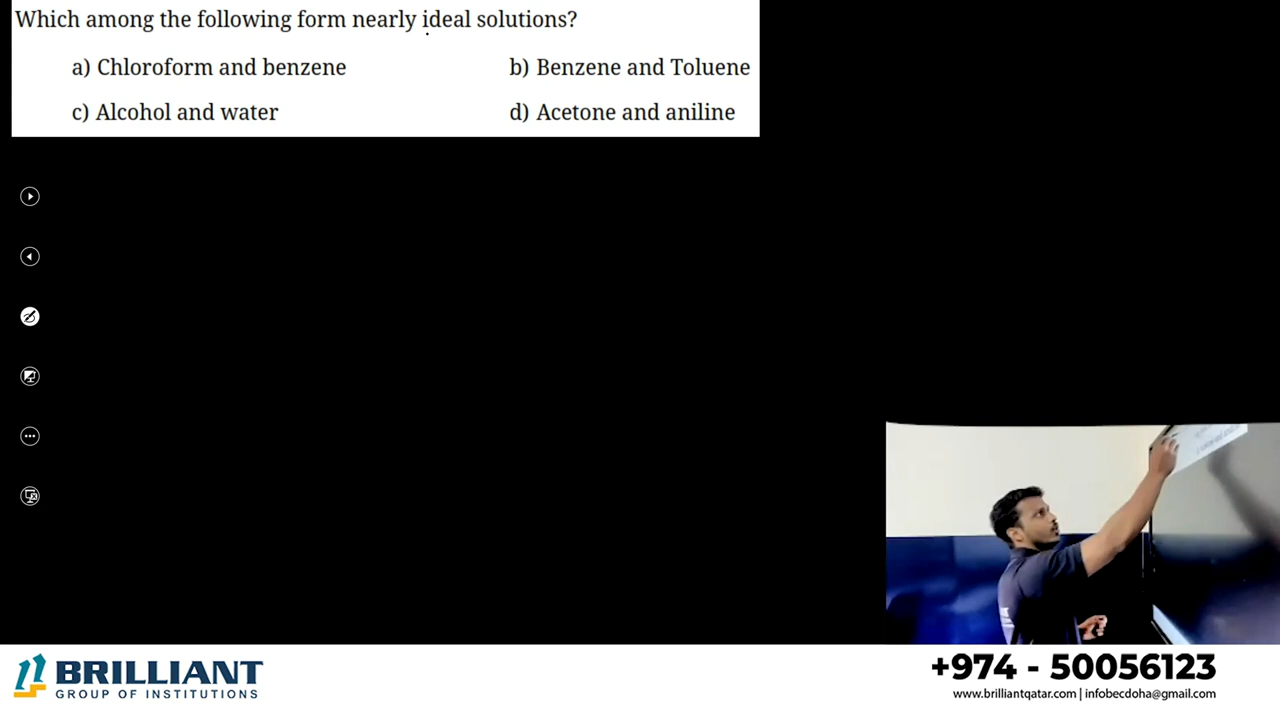 Which among the following form nearly ideal solutions?
a) Chloroform and benzene
b) Benzene and Toluene
c) Alcohol and water
d) Acetone and aniline
BRILLIANT
GROUP OF INSTITUTIONS
+974 - 50056123
www.brilliantqatar.com | infobecdoha@gmail.com